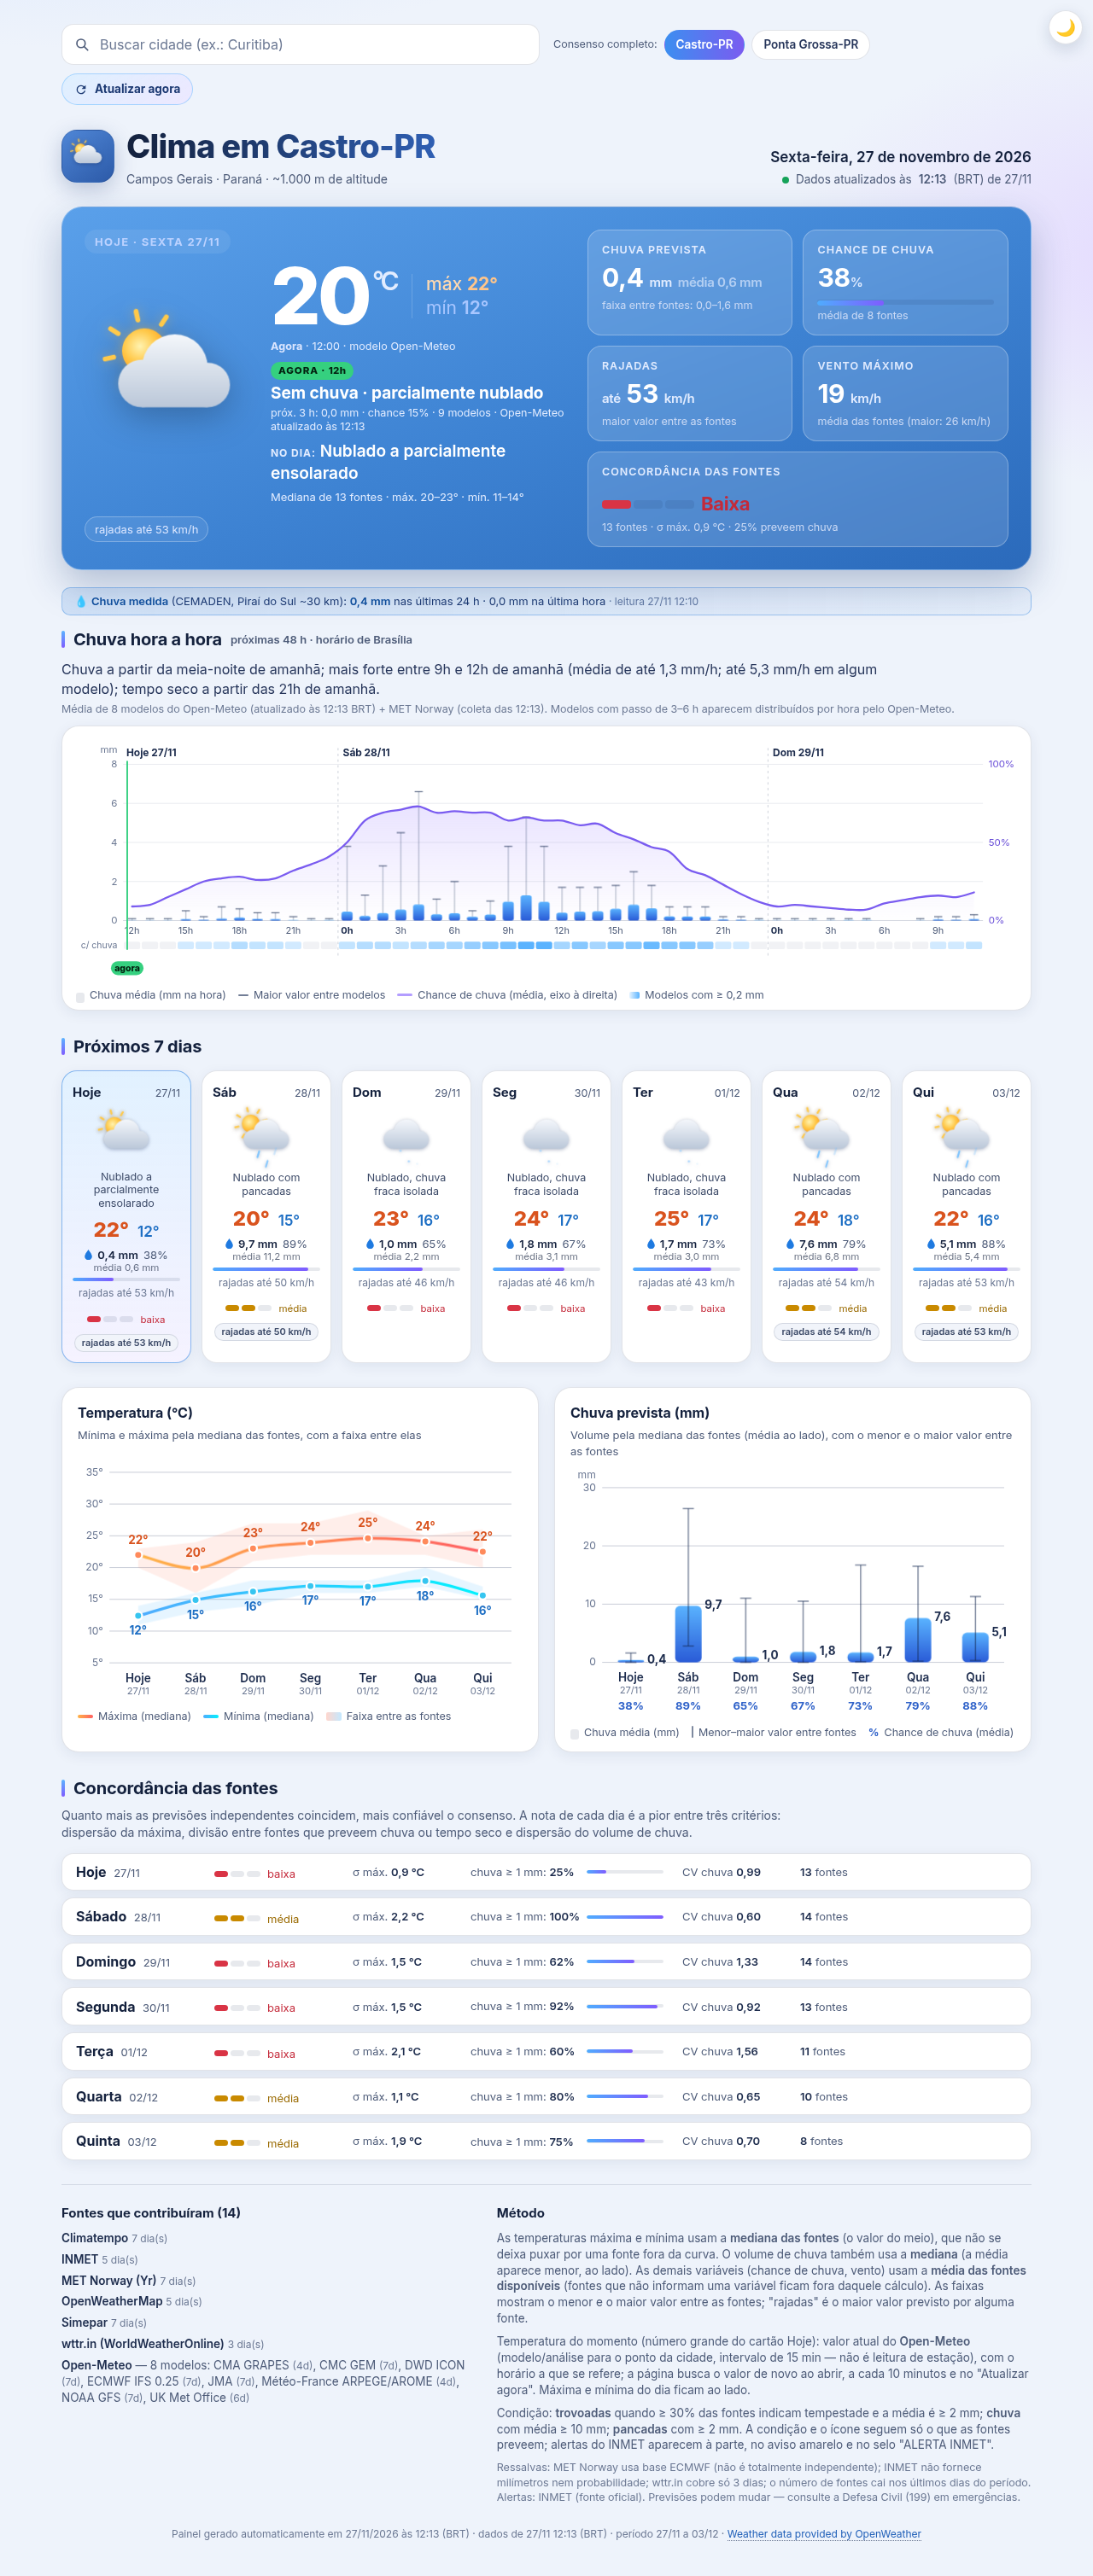 Buscar cidade (ex.: Curitiba)
Consenso completo: Castro-PR Ponta Grossa-PR
Atualizar agora
Clima em Castro-PR
Campos Gerais · Paraná · ~1.000 m de altitude
Sexta-feira, 27 de novembro de 2026
Dados atualizados às 12:13 (BRT) de 27/11
HOJE · SEXTA 27/11
20°C
máx 22°
mín 12°
Agora · 12:00 · modelo Open-Meteo
AGORA · 12h
Sem chuva · parcialmente nublado
próx. 3 h: 0,0 mm · chance 15% · 9 modelos · Open-Meteo
atualizado às 12:13
NO DIA: Nublado a parcialmente
ensolarado
Mediana de 13 fontes · máx. 20–23° · mín. 11–14°
rajadas até 53 km/h
CHUVA PREVISTA
0,4 mm média 0,6 mm
faixa entre fontes: 0,0–1,6 mm
CHANCE DE CHUVA
38%
média de 8 fontes
RAJADAS
até 53 km/h
maior valor entre as fontes
VENTO MÁXIMO
19 km/h
média das fontes (maior: 26 km/h)
CONCORDÂNCIA DAS FONTES
Baixa
13 fontes · σ máx. 0,9 °C · 25% preveem chuva
Chuva medida (CEMADEN, Piraí do Sul ~30 km): 0,4 mm nas últimas 24 h · 0,0 mm na última hora · leitura 27/11 12:10
Chuva hora a hora próximas 48 h · horário de Brasília
Chuva a partir da meia-noite de amanhã; mais forte entre 9h e 12h de amanhã (média de até 1,3 mm/h; até 5,3 mm/h em algum
modelo); tempo seco a partir das 21h de amanhã.
Média de 8 modelos do Open-Meteo (atualizado às 12:13 BRT) + MET Norway (coleta das 12:13). Modelos com passo de 3–6 h aparecem distribuídos por hora pelo Open-Meteo.
mm Hoje 27/11 Sáb 28/11 Dom 29/11
8 100%
6
4 50%
2
0 0%
12h 15h 18h 21h 0h 3h 6h 9h 12h 15h 18h 21h 0h 3h 6h 9h
c/ chuva
agora
Chuva média (mm na hora) Maior valor entre modelos Chance de chuva (média, eixo à direita) Modelos com ≥ 0,2 mm
Próximos 7 dias
Hoje 27/11
Nublado a
parcialmente
ensolarado
22° 12°
0,4 mm 38%
média 0,6 mm
rajadas até 53 km/h
baixa
rajadas até 53 km/h
Sáb 28/11
Nublado com
pancadas
20° 15°
9,7 mm 89%
média 11,2 mm
rajadas até 50 km/h
média
rajadas até 50 km/h
Dom 29/11
Nublado, chuva
fraca isolada
23° 16°
1,0 mm 65%
média 2,2 mm
rajadas até 46 km/h
baixa
Seg 30/11
Nublado, chuva
fraca isolada
24° 17°
1,8 mm 67%
média 3,1 mm
rajadas até 46 km/h
baixa
Ter 01/12
Nublado, chuva
fraca isolada
25° 17°
1,7 mm 73%
média 3,0 mm
rajadas até 43 km/h
baixa
Qua 02/12
Nublado com
pancadas
24° 18°
7,6 mm 79%
média 6,8 mm
rajadas até 54 km/h
média
rajadas até 54 km/h
Qui 03/12
Nublado com
pancadas
22° 16°
5,1 mm 88%
média 5,4 mm
rajadas até 53 km/h
média
rajadas até 53 km/h
Temperatura (°C)
Mínima e máxima pela mediana das fontes, com a faixa entre elas
35°
30°
25°
20°
15°
10°
5°
22° 20° 23° 24° 25° 24° 22°
12° 15° 16° 17° 17° 18° 16°
Hoje Sáb Dom Seg Ter Qua Qui
27/11 28/11 29/11 30/11 01/12 02/12 03/12
Máxima (mediana) Mínima (mediana) Faixa entre as fontes
Chuva prevista (mm)
Volume pela mediana das fontes (média ao lado), com o menor e o maior valor entre
as fontes
mm
30
20
10
0
0,4 9,7 1,0 1,8 1,7 7,6 5,1
Hoje Sáb Dom Seg Ter Qua Qui
27/11 28/11 29/11 30/11 01/12 02/12 03/12
38% 89% 65% 67% 73% 79% 88%
Chuva média (mm) Menor–maior valor entre fontes % Chance de chuva (média)
Concordância das fontes
Quanto mais as previsões independentes coincidem, mais confiável o consenso. A nota de cada dia é a pior entre três critérios:
dispersão da máxima, divisão entre fontes que preveem chuva ou tempo seco e dispersão do volume de chuva.
Hoje 27/11 baixa σ máx. 0,9 °C chuva ≥ 1 mm: 25% CV chuva 0,99 13 fontes
Sábado 28/11 média σ máx. 2,2 °C chuva ≥ 1 mm: 100% CV chuva 0,60 14 fontes
Domingo 29/11 baixa σ máx. 1,5 °C chuva ≥ 1 mm: 62% CV chuva 1,33 14 fontes
Segunda 30/11 baixa σ máx. 1,5 °C chuva ≥ 1 mm: 92% CV chuva 0,92 13 fontes
Terça 01/12 baixa σ máx. 2,1 °C chuva ≥ 1 mm: 60% CV chuva 1,56 11 fontes
Quarta 02/12 média σ máx. 1,1 °C chuva ≥ 1 mm: 80% CV chuva 0,65 10 fontes
Quinta 03/12 média σ máx. 1,9 °C chuva ≥ 1 mm: 75% CV chuva 0,70 8 fontes
Fontes que contribuíram (14)
Climatempo 7 dia(s)
INMET 5 dia(s)
MET Norway (Yr) 7 dia(s)
OpenWeatherMap 5 dia(s)
Simepar 7 dia(s)
wttr.in (WorldWeatherOnline) 3 dia(s)
Open-Meteo — 8 modelos: CMA GRAPES (4d), CMC GEM (7d), DWD ICON
(7d), ECMWF IFS 0.25 (7d), JMA (7d), Météo-France ARPEGE/AROME (4d),
NOAA GFS (7d), UK Met Office (6d)
Método
As temperaturas máxima e mínima usam a mediana das fontes (o valor do meio), que não se
deixa puxar por uma fonte fora da curva. O volume de chuva também usa a mediana (a média
aparece menor, ao lado). As demais variáveis (chance de chuva, vento) usam a média das fontes
disponíveis (fontes que não informam uma variável ficam fora daquele cálculo). As faixas
mostram o menor e o maior valor entre as fontes; "rajadas" é o maior valor previsto por alguma
fonte.
Temperatura do momento (número grande do cartão Hoje): valor atual do Open-Meteo
(modelo/análise para o ponto da cidade, intervalo de 15 min — não é leitura de estação), com o
horário a que se refere; a página busca o valor de novo ao abrir, a cada 10 minutos e no "Atualizar
agora". Máxima e mínima do dia ficam ao lado.
Condição: trovoadas quando ≥ 30% das fontes indicam tempestade e a média é ≥ 2 mm; chuva
com média ≥ 10 mm; pancadas com ≥ 2 mm. A condição e o ícone seguem só o que as fontes
preveem; alertas do INMET aparecem à parte, no aviso amarelo e no selo "ALERTA INMET".
Ressalvas: MET Norway usa base ECMWF (não é totalmente independente); INMET não fornece
milímetros nem probabilidade; wttr.in cobre só 3 dias; o número de fontes cai nos últimos dias do período.
Alertas: INMET (fonte oficial). Previsões podem mudar — consulte a Defesa Civil (199) em emergências.
Painel gerado automaticamente em 27/11/2026 às 12:13 (BRT) · dados de 27/11 12:13 (BRT) · período 27/11 a 03/12 · Weather data provided by OpenWeather